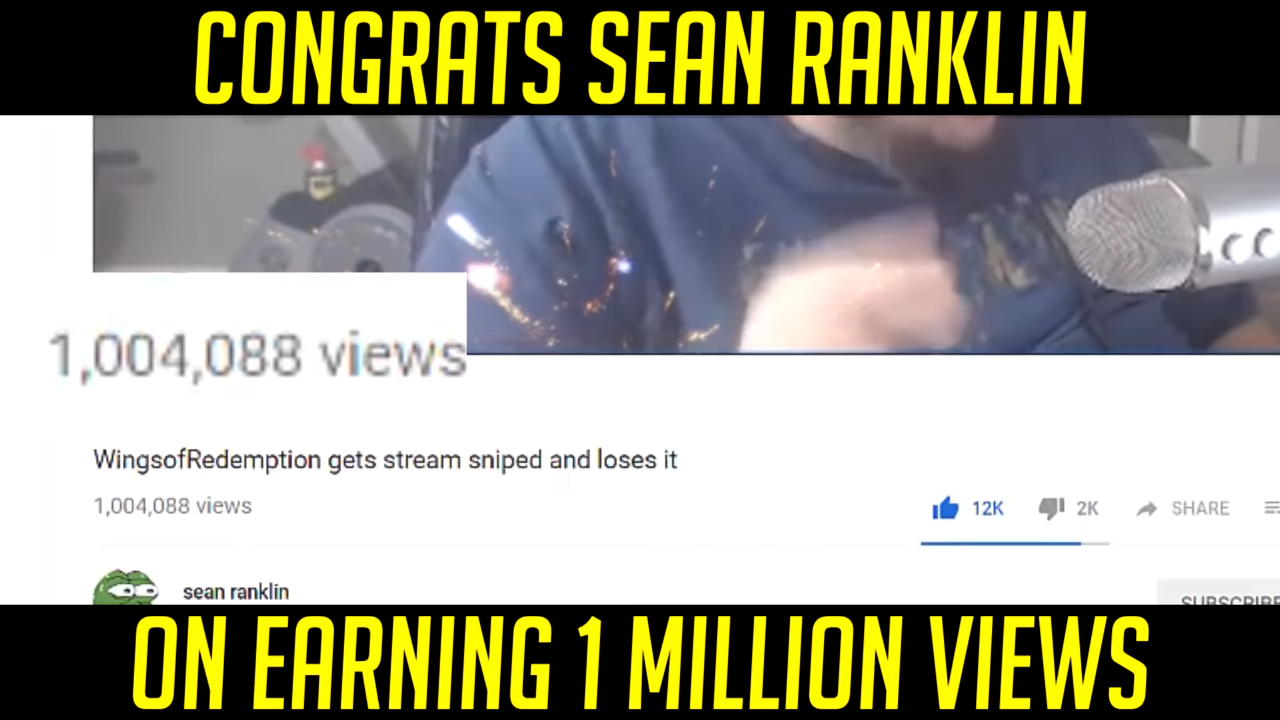 CONGRATS SEAN RANKLIN
1,004,088 views
WingsofRedemption gets stream sniped and loses it
1,004,088 views
12K 2K SHARE
sean ranklin
SUBSCRIBE
ON EARNING 1 MILLION VIEWS